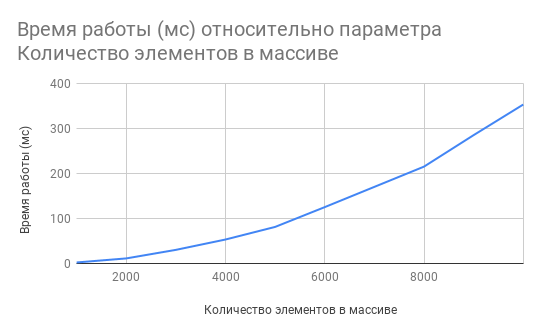 Время работы (мс) относительно параметра
Количество элементов в массиве
400
300
200
100
0
Время работы (мс)
2000
4000
6000
8000
Количество элементов в массиве